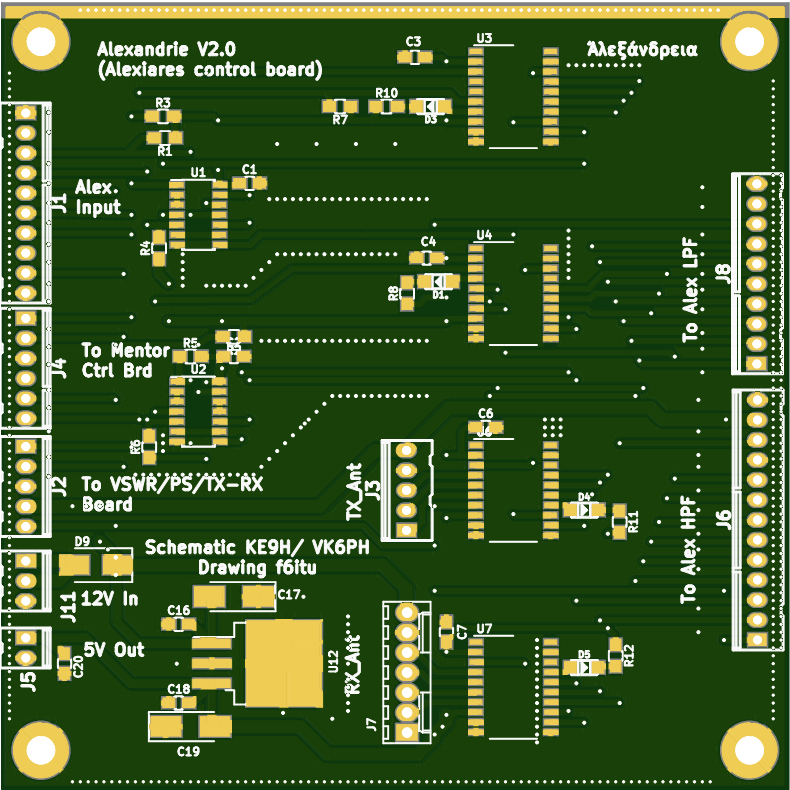 Alexandrie V2.0
(Alexiares control board)
C3
U3
Ἀλεξάνδρεια
R3
R1
R7
R10
D3
U1
C1
J1
Alex.
Input
R4
C4
D1
R8
U4
J8
To Alex LPF
J4
To Mentor
Ctrl Brd
R5
U2
R6
C6
J2
To VSWR/PS/TX-RX
Board
TX_Ant
J3
D4
R11
J6
To Alex HPF
Schematic KE9H/ VK6PH
Drawing f6itu
D9
J11
12V In
C17
C16
5V Out
J5
C20
U12
RX_Ant
C7
U7
D5
R12
C18
C19
J7